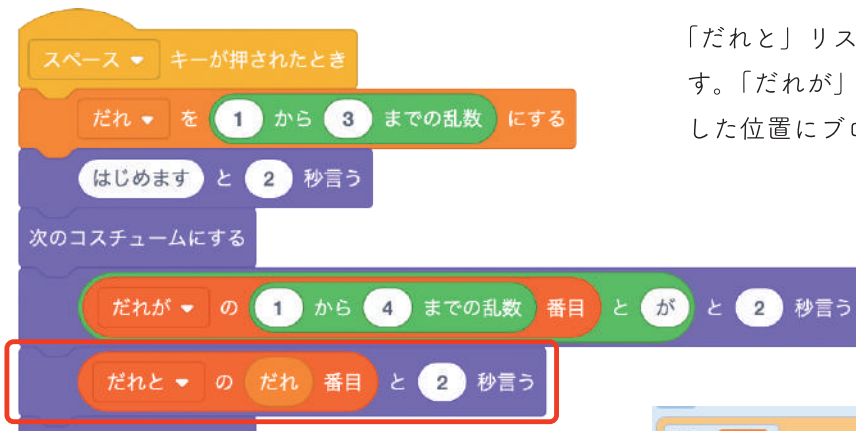 スペース キーが押されたとき
だれ を 1 から 3 までの乱数 にする
はじめます と 2 秒言う
次のコスチュームにする
だれが の 1 から 4 までの乱数 番目 と が と 2 秒言う
だれと の だれ 番目 と 2 秒言う
「だれと」リス
す。「だれが」
した位置にブ